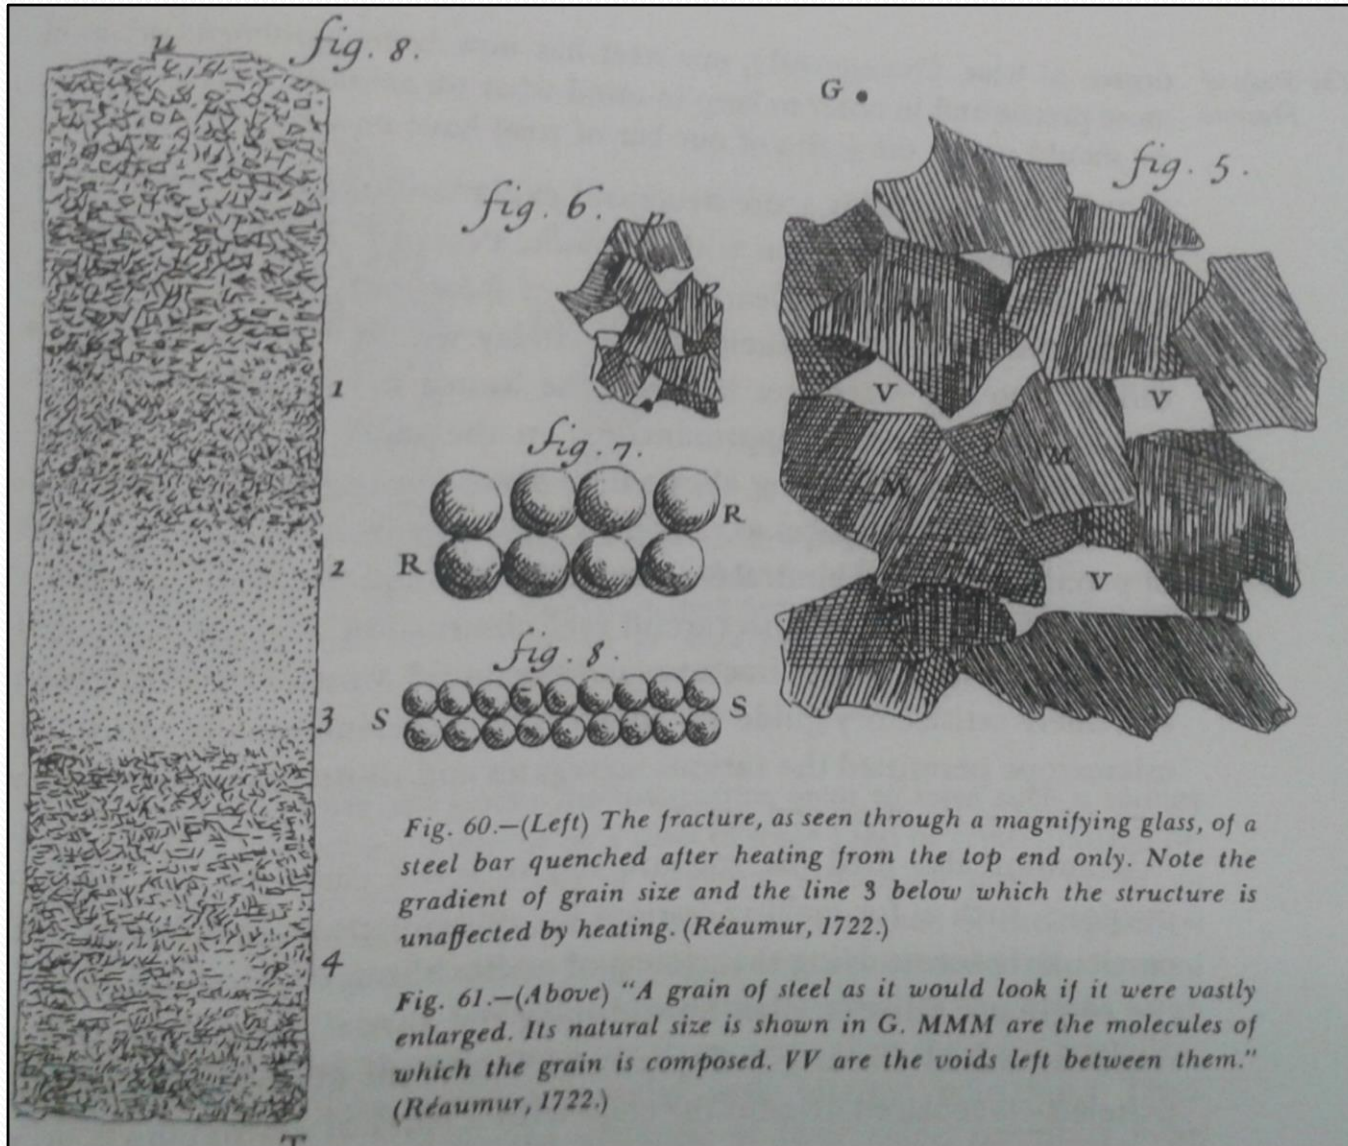 u
fig. 8.
1
2
3
4
T
fig. 6.
p
p
fig. 7.
R
R
fig. 8.
S
S
G
fig. 5.
M
M
V
V
M
M
V
Fig. 60.—(Left) The fracture, as seen through a magnifying glass, of a
steel bar quenched after heating from the top end only. Note the
gradient of grain size and the line 3 below which the structure is
unaffected by heating. (Réaumur, 1722.)
Fig. 61.—(Above) “A grain of steel as it would look if it were vastly
enlarged. Its natural size is shown in G. MMM are the molecules of
which the grain is composed. VV are the voids left between them.”
(Réaumur, 1722.)